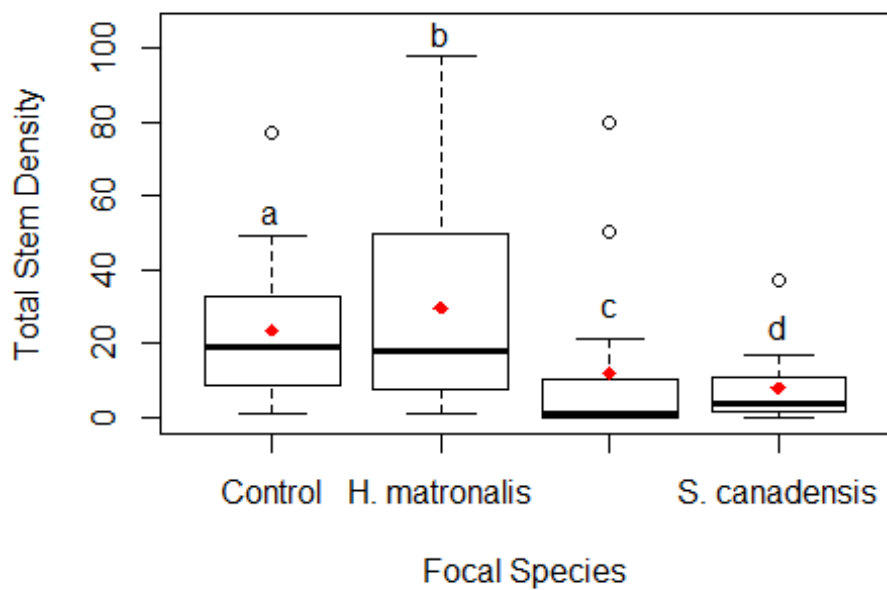 Total Stem Density
100
80
60
40
20
0
a
b
c
d
Control H. matronalis S. canadensis
Focal Species